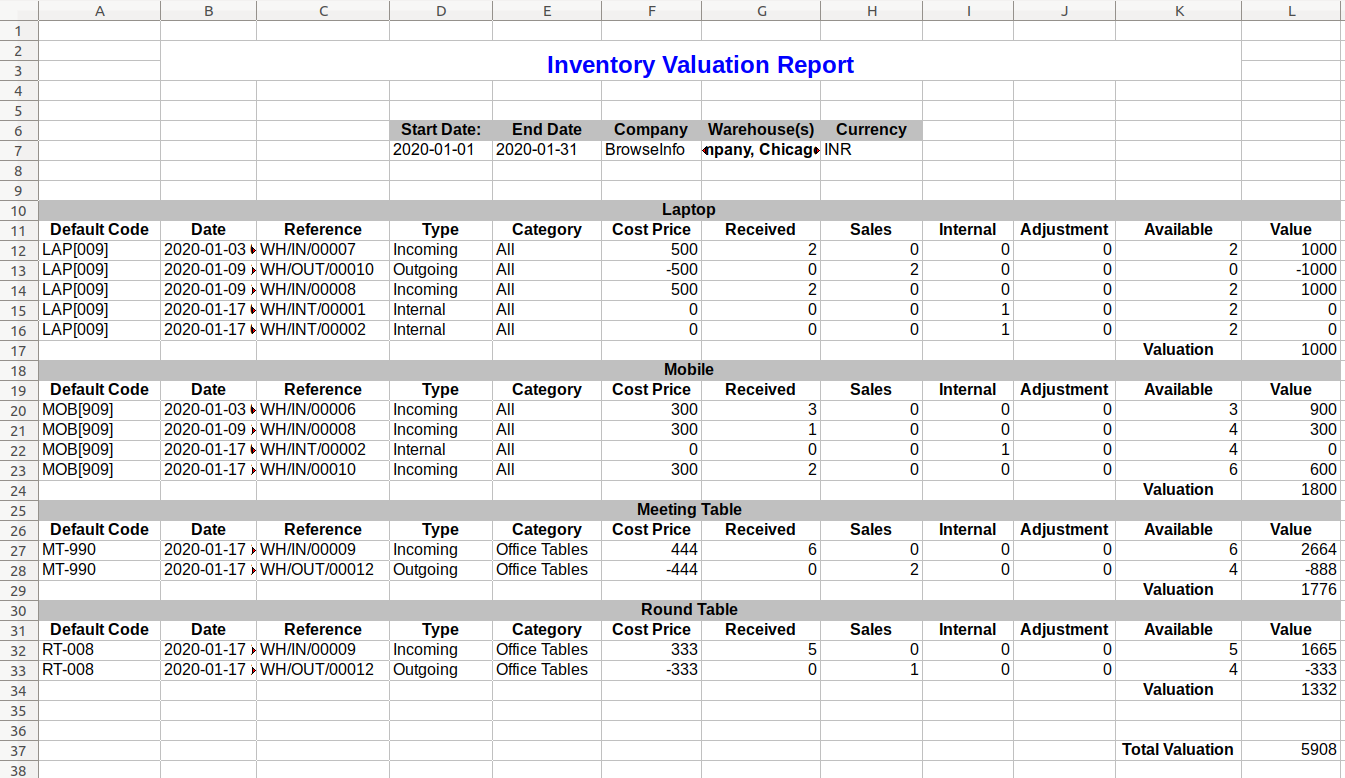 A B C D E F G H I J K L
1
2
3 Inventory Valuation Report
4
5
6 Start Date: End Date Company Warehouse(s) Currency
7 2020-01-01 2020-01-31 BrowseInfo Chicag INR
8
9
10 Laptop
11 Default Code Date Reference Type Category Cost Price Received Sales Internal Adjustment Available Value
12 LAP[009] 2020-01-03 WH/IN/00007 Incoming All 500 2 0 0 0 2 1000
13 LAP[009] 2020-01-09 WH/OUT/00010 Outgoing All -500 0 2 0 0 0 -1000
14 LAP[009] 2020-01-09 WH/IN/00008 Incoming All 500 2 0 0 0 2 1000
15 LAP[009] 2020-01-17 WH/INT/00001 Internal All 0 0 0 1 0 2 0
16 LAP[009] 2020-01-17 WH/INT/00002 Internal All 0 0 0 1 0 2 0
17 Valuation 1000
18 Mobile
19 Default Code Date Reference Type Category Cost Price Received Sales Internal Adjustment Available Value
20 MOB[909] 2020-01-03 WH/IN/00006 Incoming All 300 3 0 0 0 3 900
21 MOB[909] 2020-01-09 WH/IN/00008 Incoming All 300 1 0 0 0 4 300
22 MOB[909] 2020-01-17 WH/INT/00002 Internal All 0 0 0 1 0 4 0
23 MOB[909] 2020-01-17 WH/IN/00010 Incoming All 300 2 0 0 0 6 600
24 Valuation 1800
25 Meeting Table
26 Default Code Date Reference Type Category Cost Price Received Sales Internal Adjustment Available Value
27 MT-990 2020-01-17 WH/IN/00009 Incoming Office Tables 444 6 0 0 0 6 2664
28 MT-990 2020-01-17 WH/OUT/00012 Outgoing Office Tables -444 0 2 0 0 4 -888
29 Valuation 1776
30 Round Table
31 Default Code Date Reference Type Category Cost Price Received Sales Internal Adjustment Available Value
32 RT-008 2020-01-17 WH/IN/00009 Incoming Office Tables 333 5 0 0 0 5 1665
33 RT-008 2020-01-17 WH/OUT/00012 Outgoing Office Tables -333 0 1 0 0 4 -333
34 Valuation 1332
35
36
37 Total Valuation 5908
38